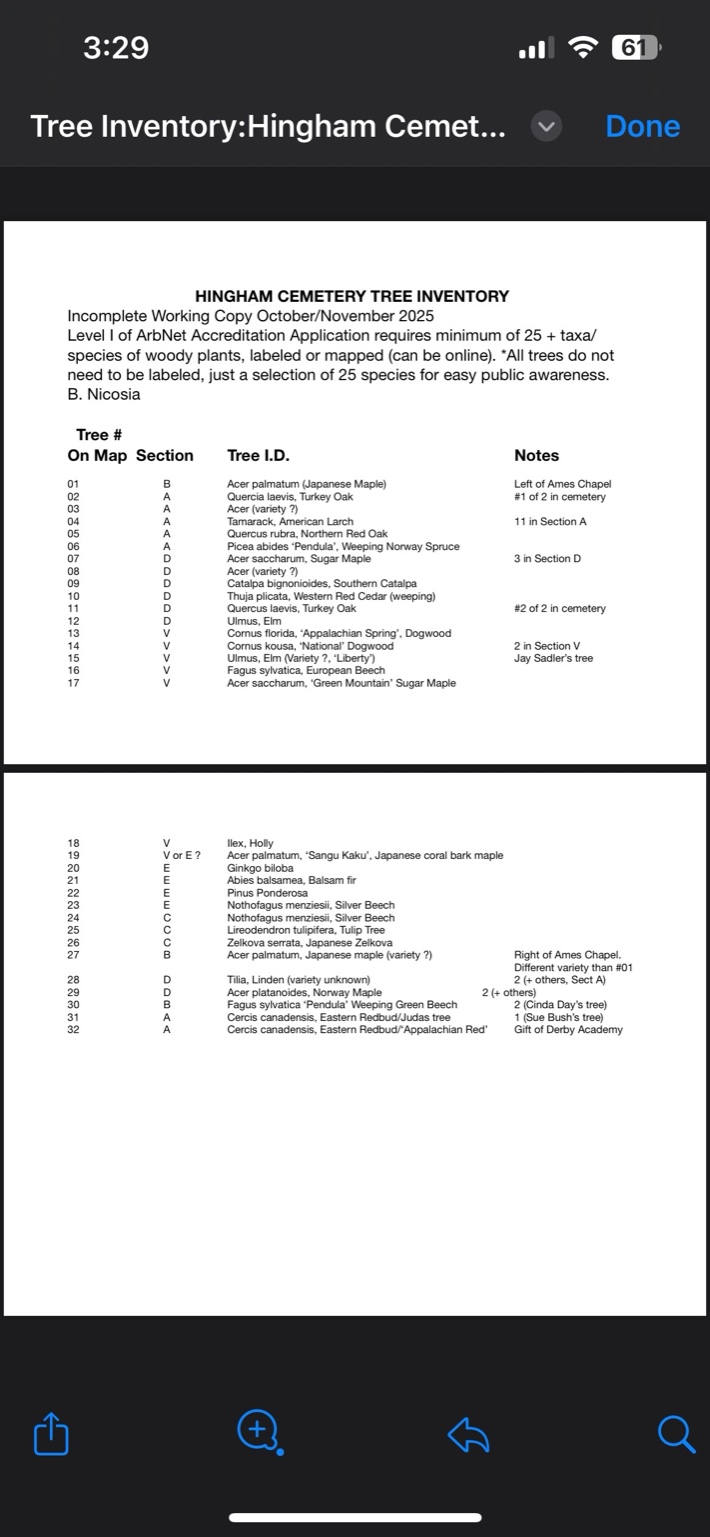 3:29
61
Tree Inventory:Hingham Cemet...
Done
HINGHAM CEMETERY TREE INVENTORY
Incomplete Working Copy October/November 2025
Level I of ArbNet Accreditation Application requires minimum of 25 + taxa/
species of woody plants, labeled or mapped (can be online). *All trees do not
need to be labeled, just a selection of 25 species for easy public awareness.
B. Nicosia
Tree #
On Map Section Tree I.D. Notes
01 B Acer palmatum (Japanese Maple) Left of Ames Chapel
02 A Quercia laevis, Turkey Oak #1 of 2 in cemetery
03 A Acer (variety ?)
04 A Tamarack, American Larch 11 in Section A
05 A Quercus rubra, Northern Red Oak
06 A Picea abides ‘Pendula’, Weeping Norway Spruce
07 D Acer saccharum, Sugar Maple 3 in Section D
08 D Acer (variety ?)
09 D Catalpa bignonioides, Southern Catalpa
10 D Thuja plicata, Western Red Cedar (weeping)
11 D Quercus laevis, Turkey Oak #2 of 2 in cemetery
12 D Ulmus, Elm
13 V Cornus florida, ‘Appalachian Spring’, Dogwood
14 V Cornus kousa, ‘National’ Dogwood 2 in Section V
15 V Ulmus, Elm (Variety ?, ‘Liberty’) Jay Sadler’s tree
16 V Fagus sylvatica, European Beech
17 V Acer saccharum, ‘Green Mountain’ Sugar Maple
18 V Ilex, Holly
19 V or E ? Acer palmatum, ‘Sangu Kaku’, Japanese coral bark maple
20 E Ginkgo biloba
21 E Abies balsamea, Balsam fir
22 E Pinus Ponderosa
23 E Nothofagus menziesii, Silver Beech
24 C Nothofagus menziesii, Silver Beech
25 C Lireodendron tulipifera, Tulip Tree
26 C Zelkova serrata, Japanese Zelkova
27 B Acer palmatum, Japanese maple (variety ?) Right of Ames Chapel.
Different variety than #01
28 D Tilia, Linden (variety unknown) 2 (+ others, Sect A)
29 D Acer platanoides, Norway Maple 2 (+ others)
30 B Fagus sylvatica ‘Pendula’ Weeping Green Beech 2 (Cinda Day’s tree)
31 A Cercis canadensis, Eastern Redbud/Judas tree 1 (Sue Bush’s tree)
32 A Cercis canadensis, Eastern Redbud/‘Appalachian Red’ Gift of Derby Academy